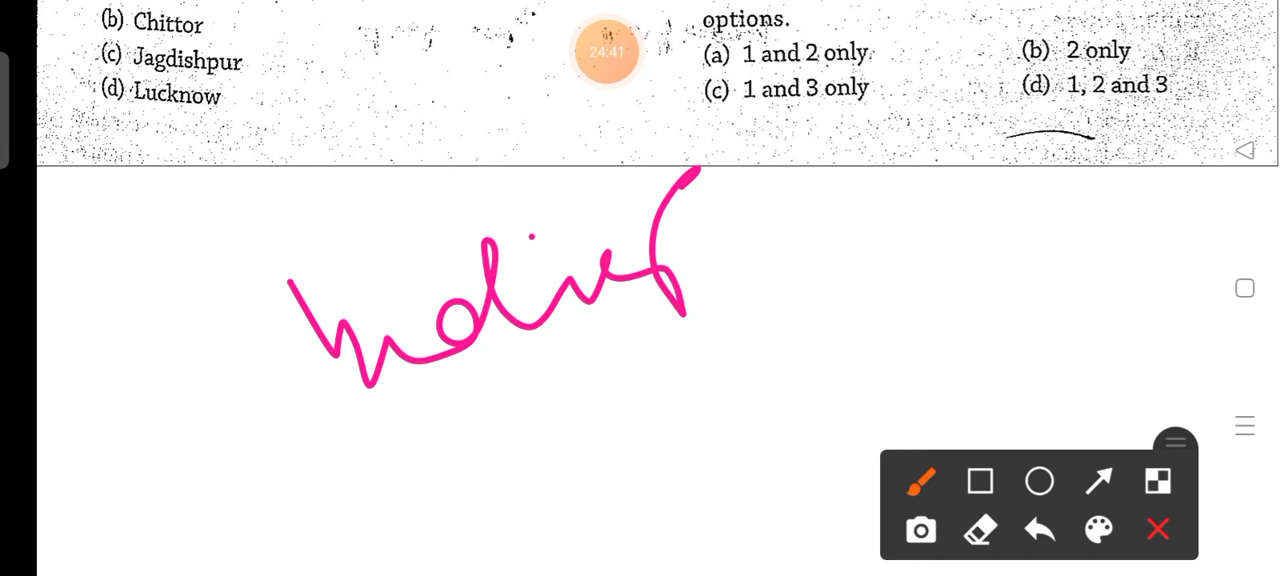 (b) Chittor
options.
(c) Jagdishpur
24:41
(a) 1 and 2 only
(b) 2 only
(d) Lucknow
(c) 1 and 3 only
(d) 1, 2 and 3